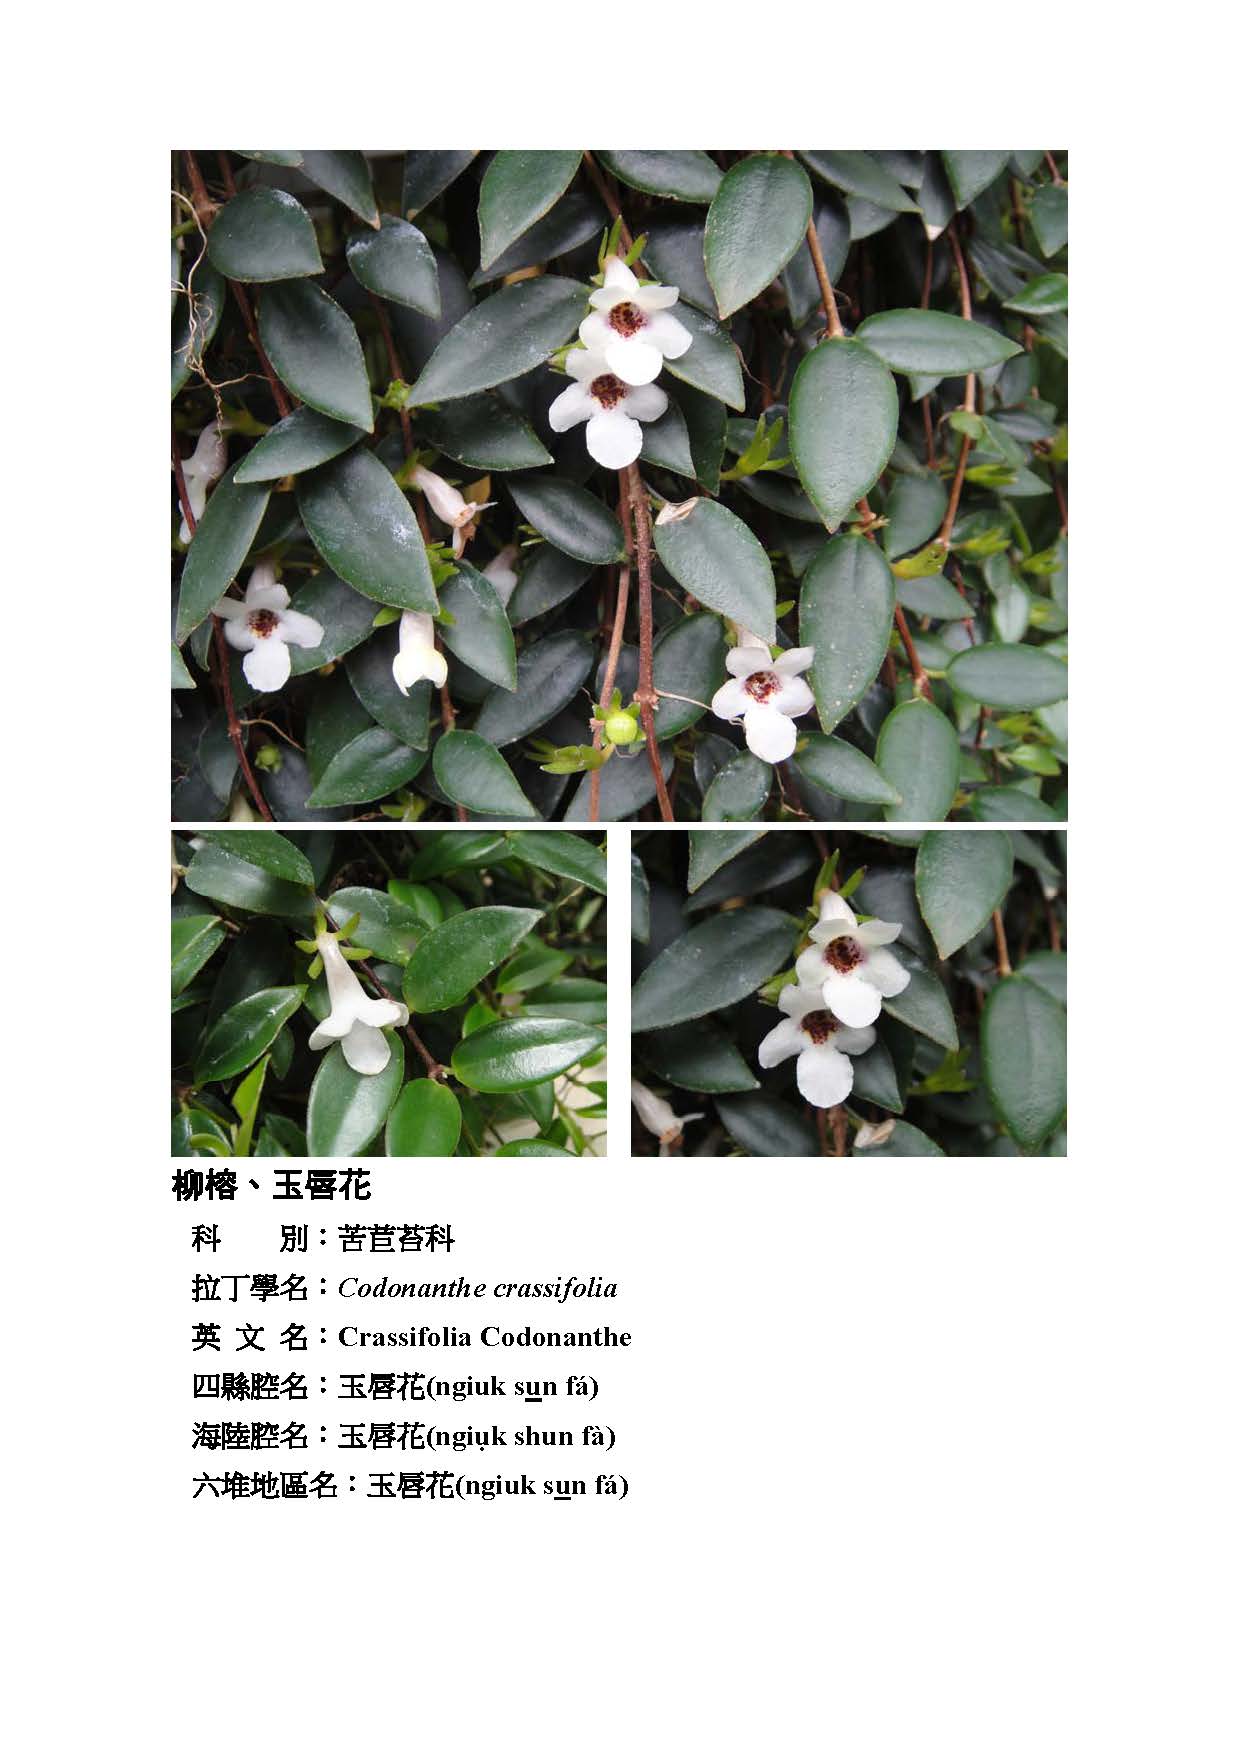 柳榕、玉唇花
科　　別：苦苣苔科
拉丁學名：Codonanthe crassifolia
英 文 名：Crassifolia Codonanthe
四縣腔名：玉唇花(ngiuk sun fá)
海陸腔名：玉唇花(ngiụk shun fà)
六堆地區名：玉唇花(ngiuk sun fá)